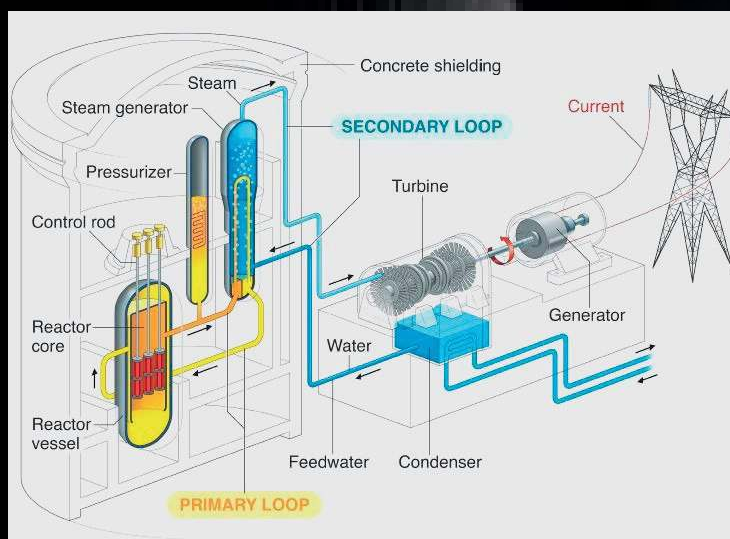 Concrete shielding
Steam
Steam generator
SECONDARY LOOP
Current
Pressurizer
Turbine
Control rod
Reactor
core
Generator
Water
Reactor
vessel
Feedwater
Condenser
PRIMARY LOOP